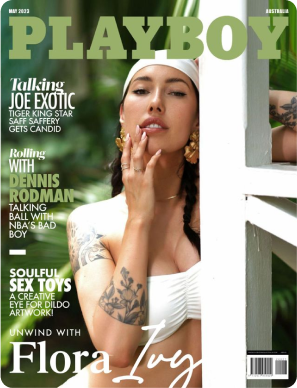 MAY 2023
AUSTRALIA
PLAYBOY
Talking
JOE EXOTIC
TIGER KING STAR
SAFF SAFFERY
GETS CANDID
Rolling
WITH
DENNIS
RODMAN
TALKING
BALL WITH
NBA'S BAD
BOY
SOULFUL
SEX TOYS
A CREATIVE
EYE FOR DILDO
ARTWORK!
UNWIND WITH
Flora Ivy